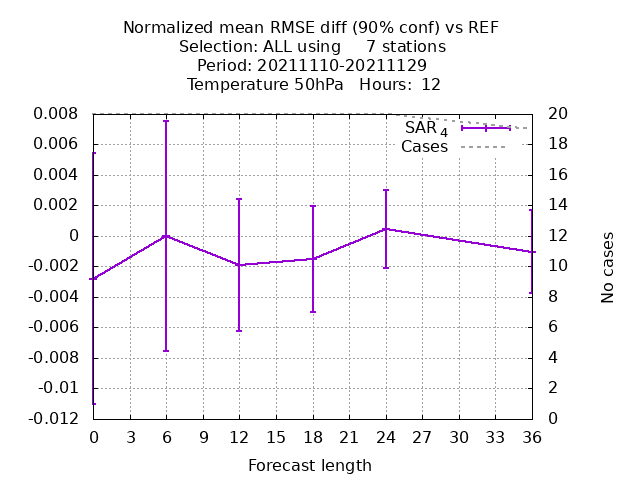 Normalized mean RMSE diff (90% conf) vs REF
Selection: ALL using     7 stations
Period: 20211110-20211129
Temperature 50hPa   Hours:  12
0.008
0.006
0.004
0.002
0
-0.002
-0.004
-0.006
-0.008
-0.01
-0.012
SAR 4
Cases
20
18
16
14
12
10
8
6
4
2
0
No cases
0 3 6 9 12 15 18 21 24 27 30 33 36
Forecast length